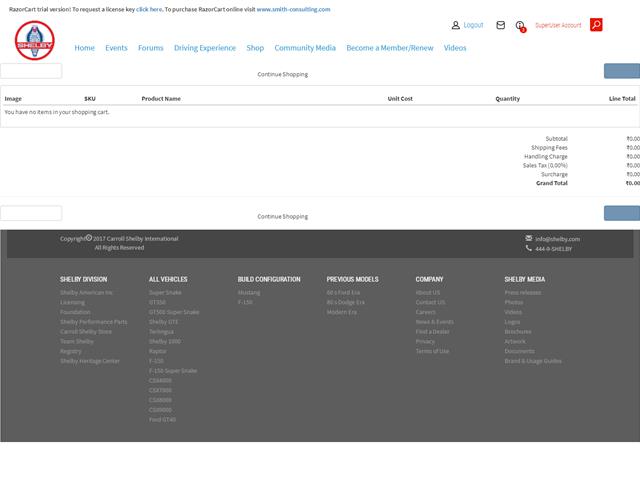 RazorCart trial version! To request a license key click here. To purchase RazorCart online visit www.smith-consulting.com
SHELBY
Logout
SuperUser Account
Home Events Forums Driving Experience Shop Community Media Become a Member/Renew Videos
Continue Shopping
Image SKU Product Name Unit Cost Quantity Line Total
You have no items in your shopping cart.
Subtotal ₹0.00
Shipping Fees ₹0.00
Handling Charge ₹0.00
Sales Tax (0.00%) ₹0.00
Surcharge ₹0.00
Grand Total ₹0.00
Continue Shopping
Copyright© 2017 Carroll Shelby International
All Rights Reserved
info@shelby.com
444-9-SHELBY
SHELBY DIVISION
Shelby American Inc
Licensing
Foundation
Shelby Performance Parts
Carroll Shelby Store
Team Shelby
Registry
Shelby Heritage Center
ALL VEHICLES
Super Snake
GT350
GT500 Super Snake
Shelby GTE
Terlingua
Shelby 1000
Raptor
F-150
F-150 Super Snake
CSX4000
CSX7000
CSX8000
CSX9000
Ford GT40
BUILD CONFIGURATION
Mustang
F-150
PREVIOUS MODELS
60's Ford Era
80's Dodge Era
Modern Era
COMPANY
About US
Contact US
Careers
News & Events
Find a Dealer
Privacy
Terms of Use
SHELBY MEDIA
Press releases
Photos
Videos
Logos
Brochures
Artwork
Documents
Brand & Usage Guides